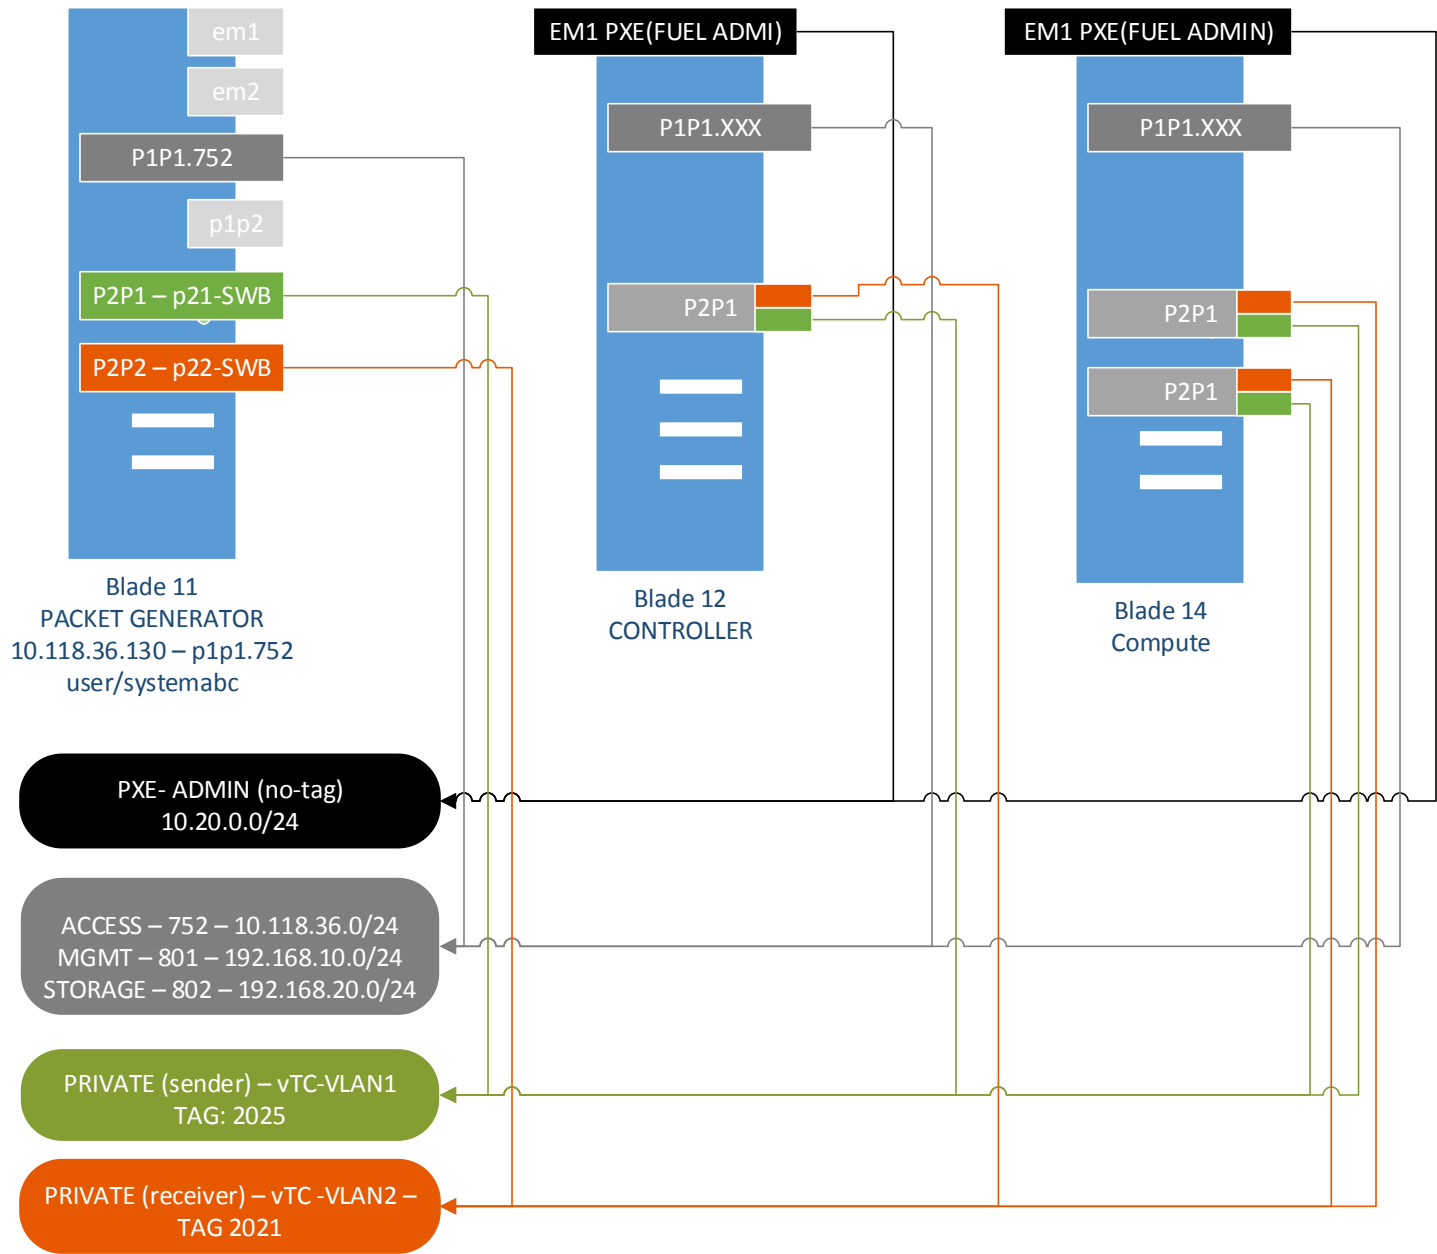 em1
em2
P1P1.752
p1p2
P2P1 – p21-SWB
P2P2 – p22-SWB
Blade 11
PACKET GENERATOR
10.118.36.130 – p1p1.752
user/systemabc
EM1 PXE(FUEL ADMI)
P1P1.XXX
P2P1
Blade 12
CONTROLLER
EM1 PXE(FUEL ADMIN)
P1P1.XXX
P2P1
P2P1
Blade 14
Compute
PXE- ADMIN (no-tag)
10.20.0.0/24
ACCESS – 752 – 10.118.36.0/24
MGMT – 801 – 192.168.10.0/24
STORAGE – 802 – 192.168.20.0/24
PRIVATE (sender) – vTC-VLAN1
TAG: 2025
PRIVATE (receiver) – vTC -VLAN2 –
TAG 2021